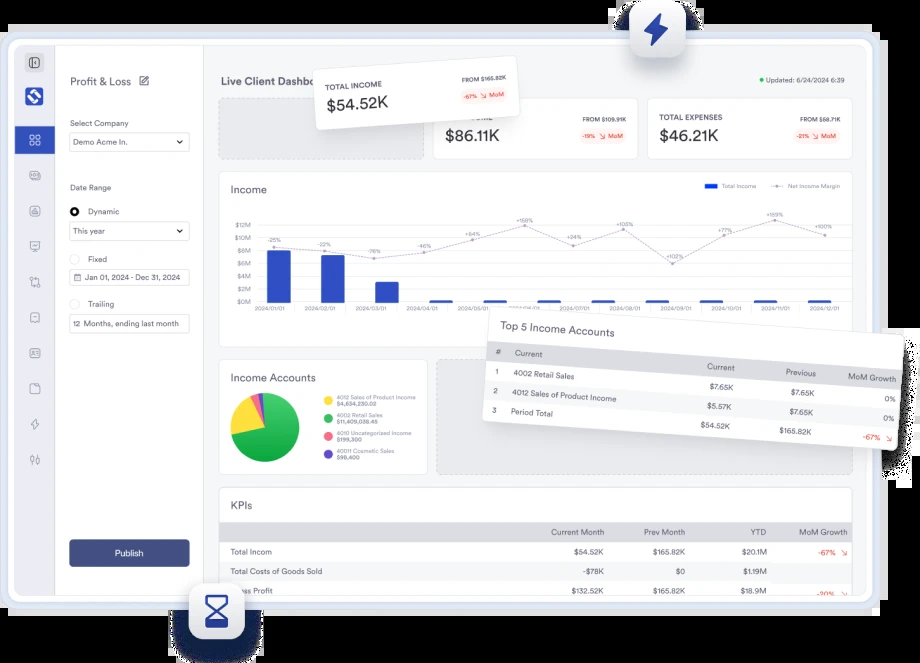 Profit & Loss
Select Company
Demo Acme In.
Date Range
Dynamic
This year
Fixed
Jan 01, 2024 - Dec 31, 2024
Trailing
12 Months, ending last month
Publish
Live Client Dashbo
Updated: 6/24/2024 6:39
TOTAL INCOME
FROM $165.82K
$54.52K
-67% ↘ MoM
FROM $109.91K
$86.11K
-19% ↘ MoM
TOTAL EXPENSES
FROM $58.71K
$46.21K
-21% ↘ MoM
Income
Total Income
Net Income Margin
$12M
$10M
$8M
$6M
$4M
$2M
$0M
-25%
-22%
-76%
-46%
+64%
+168%
+24%
+106%
+102%
+77%
+169%
+100%
2024/01/01
2024/02/01
2024/03/01
2024/04/01
2024/05/01
2024/07/01
2024/08/01
2024/09/01
2024/10/01
2024/11/01
2024/12/01
Top 5 Income Accounts
# Current Current Previous MoM Growth
1 4002 Retail Sales $7.65K $7.65K 0%
2 4012 Sales of Product Income $5.57K $7.65K 0%
3 Period Total $54.52K $165.82K -67% ↘
Income Accounts
4012 Sales of Product Income
$4,634,230.02
4002 Retail Sales
$11,409,038.45
4010 Uncategorized Income
$199,300
40011 Cosmetic Sales
$98,400
KPIs
Current Month Prev Month YTD MoM Growth
Total Incom $54.52K $165.82K $20.1M -67% ↘
Total Costs of Goods Sold -$78K $0 $1.19M
Profit $132.52K $165.82K $18.9M -20%